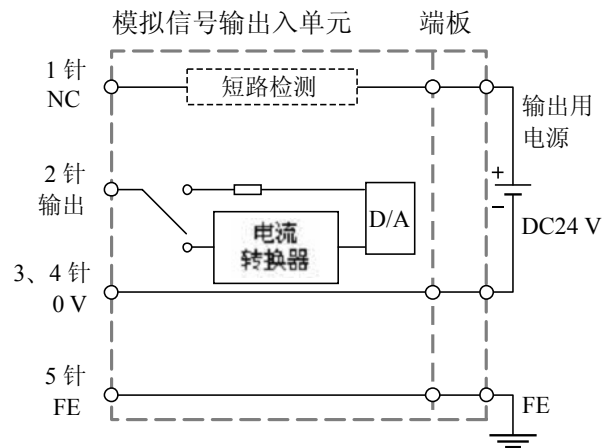 模拟信号输出入单元
端板
1 针
NC
短路检测
输出用
电源
+
−
DC24 V
2 针
输出
D/A
电流
转换器
3、4 针
0 V
5 针
FE
FE